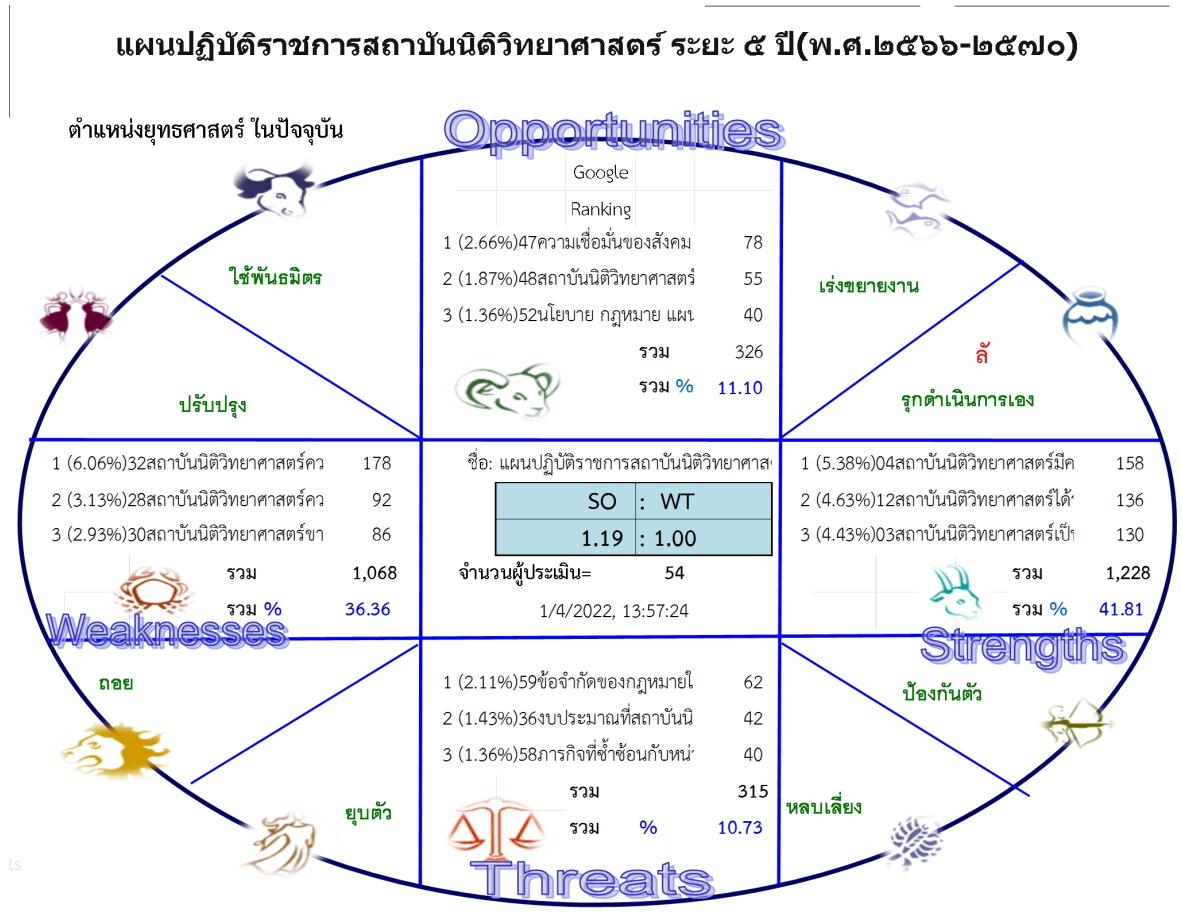 แผนปฏิบัติราชการสถาบันนิติวิทยาศาสตร์ ระยะ ๕ ปี(พ.ศ.๒๕๖๖-๒๕๗๐)
ตำแหน่งยุทธศาสตร์ ในปัจจุบัน
Opportunities
Google
Ranking
1 (2.66%)47ความเชื่อมั่นของสังคม 78
2 (1.87%)48สถาบันนิติวิทยาศาสตร์ 55
3 (1.36%)52นโยบาย กฎหมาย แผน 40
รวม 326
รวม % 11.10
ใช้พันธมิตร
ปรับปรุง
เร่งขยายงาน
ลั
รุกดำเนินการเอง
1 (6.06%)32สถาบันนิติวิทยาศาสตร์คว 178
2 (3.13%)28สถาบันนิติวิทยาศาสตร์คว 92
3 (2.93%)30สถาบันนิติวิทยาศาสตร์ขา 86
รวม 1,068
รวม % 36.36
Weaknesses
ชื่อ: แผนปฏิบัติราชการสถาบันนิติวิทยาศาส
SO : WT
1.19 : 1.00
จำนวนผู้ประเมิน= 54
1/4/2022, 13:57:24
1 (5.38%)04สถาบันนิติวิทยาศาสตร์มีค 158
2 (4.63%)12สถาบันนิติวิทยาศาสตร์ได้ 136
3 (4.43%)03สถาบันนิติวิทยาศาสตร์เป็ 130
รวม 1,228
รวม % 41.81
Strengths
ถอย
ยุบตัว
1 (2.11%)59ข้อจำกัดของกฎหมายใ 62
2 (1.43%)36งบประมาณที่สถาบันนิ 42
3 (1.36%)58ภารกิจที่ซ้ำซ้อนกับหน่ 40
รวม 315
รวม % 10.73
Threats
ป้องกันตัว
หลบเลี่ยง
ts